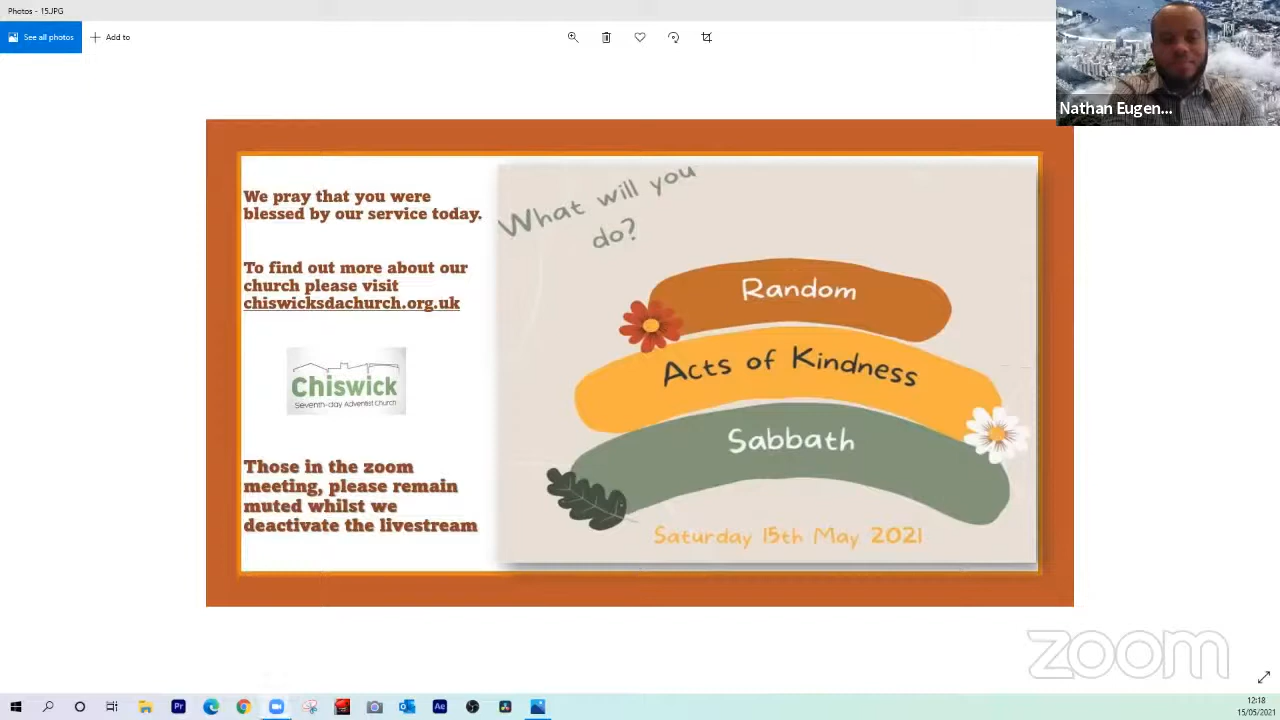 Photos - 15JPG
See all photos
Add to
Nathan Eugen...
We pray that you were
blessed by our service today.
To find out more about our
church please visit
chiswicksdachurch.org.uk
Chiswick
Seventh-day Adventist Church
Those in the zoom
meeting, please remain
muted whilst we
deactivate the livestream
What will you
do?
Random
Acts of Kindness
Sabbath
Saturday 15th May 2021
zoom
Pr
Ae
12:18
15/05/2021